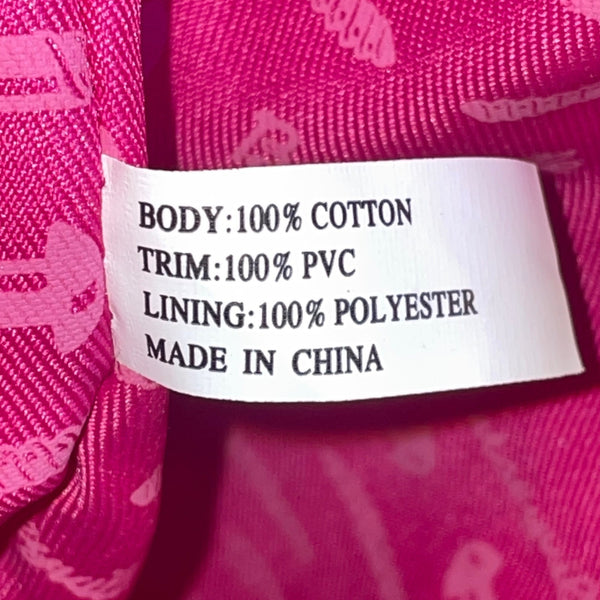 BODY:100% COTTON
TRIM:100% PVC
LINING:100% POLYESTER
MADE IN CHINA